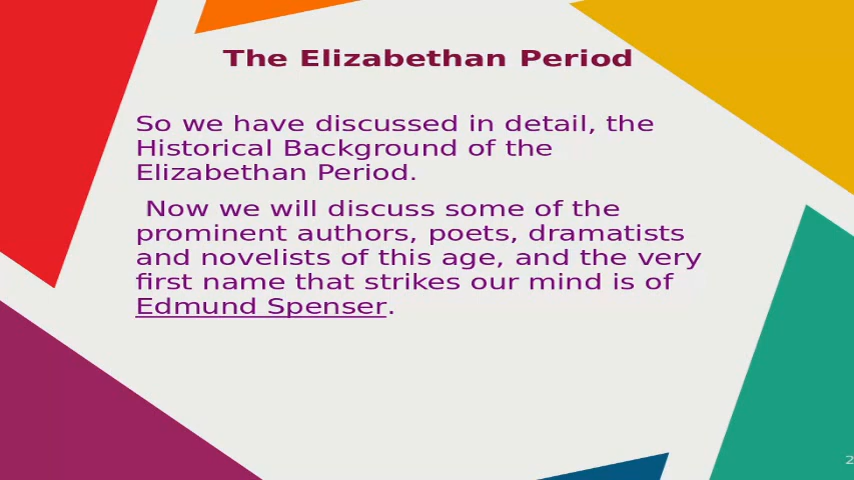 The Elizabethan Period
So we have discussed in detail, the
Historical Background of the
Elizabethan Period.
Now we will discuss some of the
prominent authors, poets, dramatists
and novelists of this age, and the very
first name that strikes our mind is of
Edmund Spenser.
2